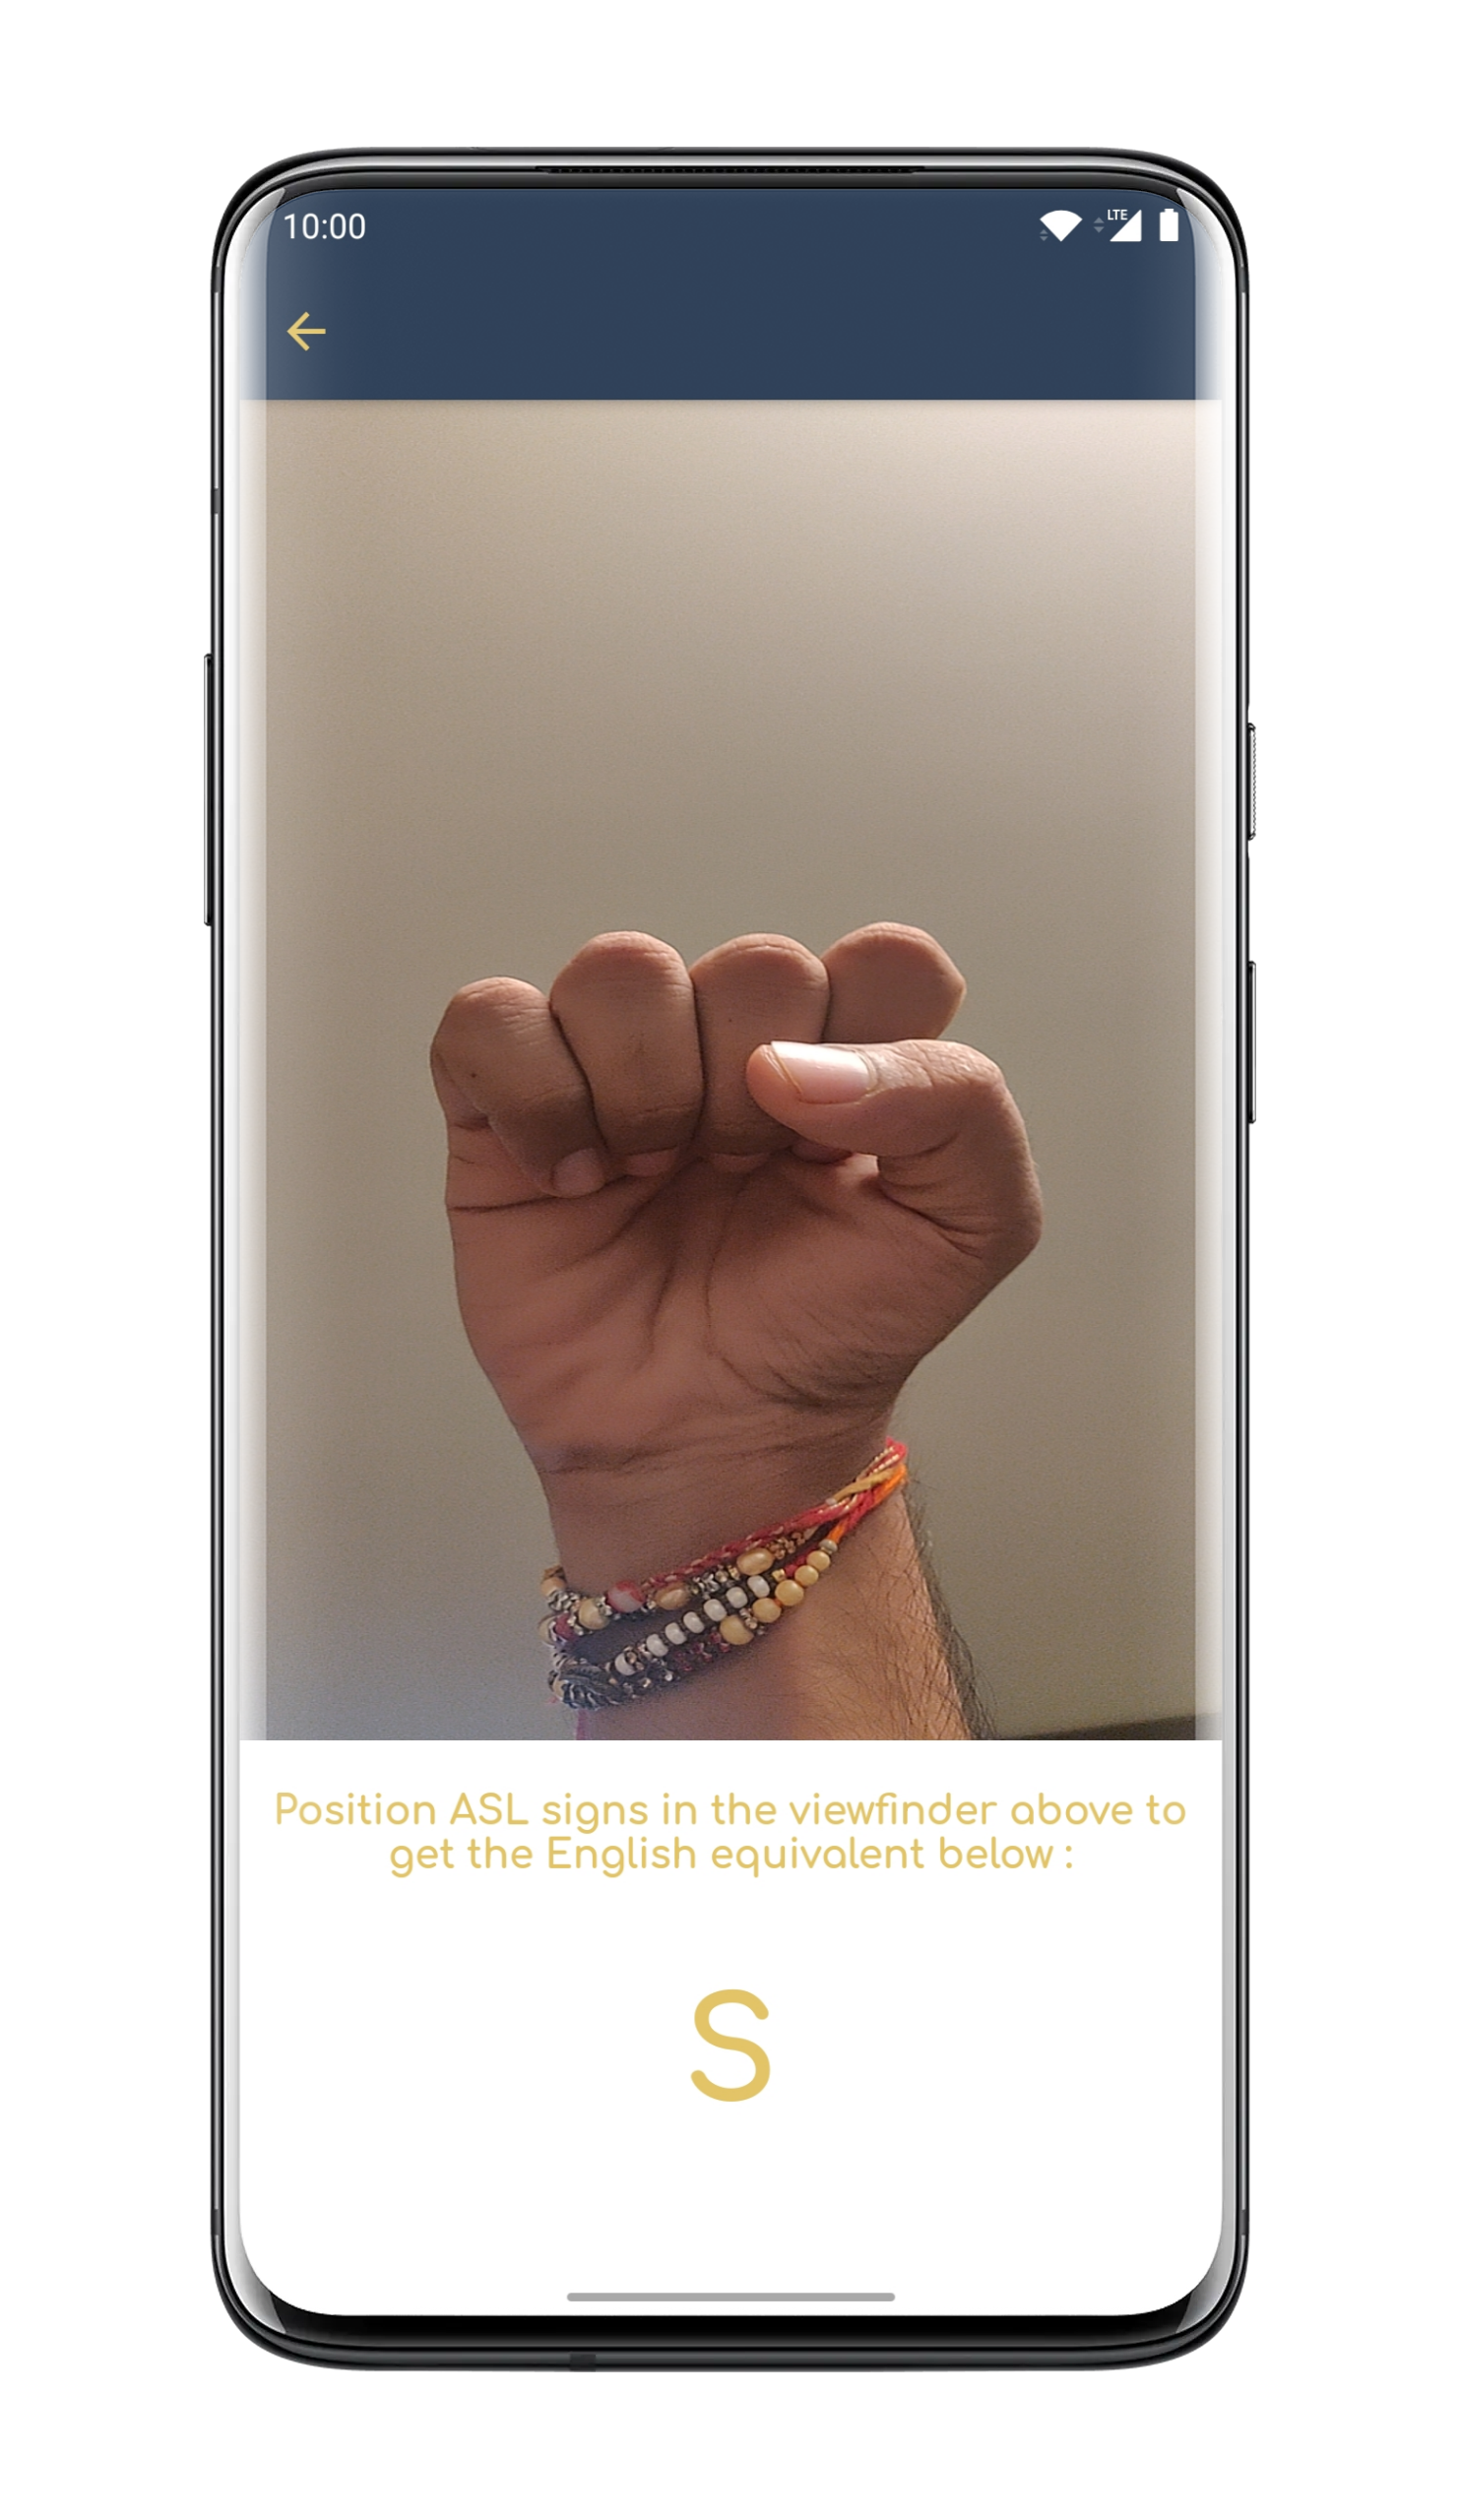 10:00
LTE
Position ASL signs in the viewfinder above to
get the English equivalent below :
S